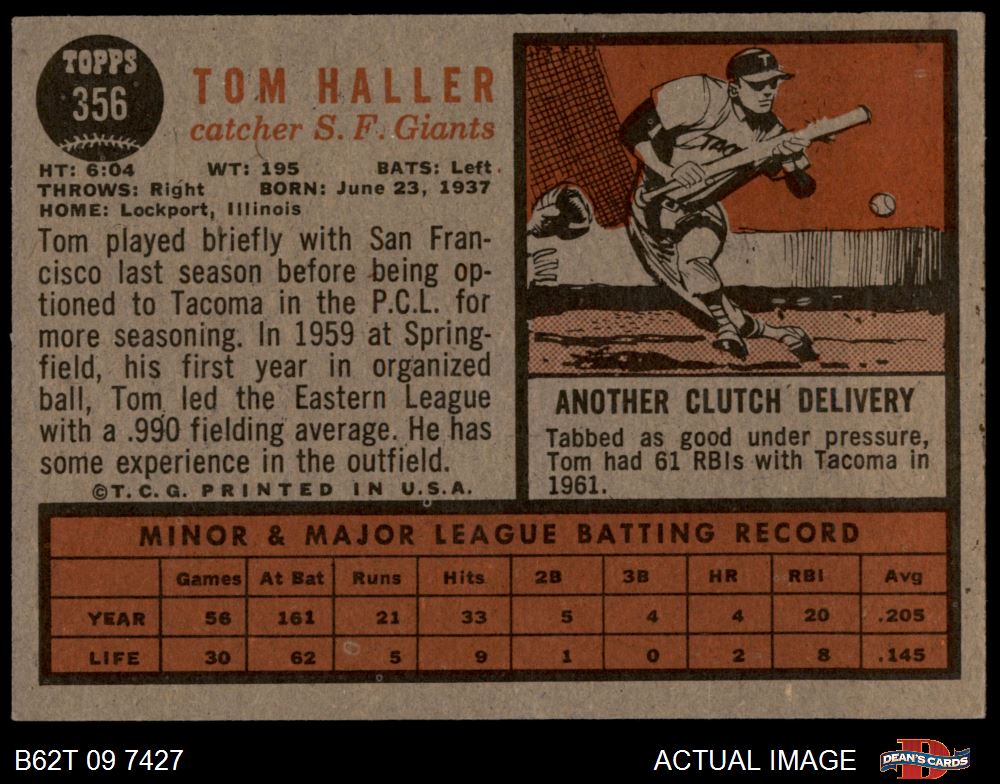 TOPPS
356
TOM HALLER
catcher S. F. Giants
HT: 6:04 WT: 195 BATS: Left
THROWS: Right BORN: June 23, 1937
HOME: Lockport, Illinois
Tom played briefly with San Fran-
cisco last season before being op-
tioned to Tacoma in the P.C.L. for
more seasoning. In 1959 at Spring-
field, his first year in organized
ball, Tom led the Eastern League
with a .990 fielding average. He has
some experience in the outfield.
©T.C.G. PRINTED IN U.S.A.
T
Taco
ANOTHER CLUTCH DELIVERY
Tabbed as good under pressure,
Tom had 61 RBIs with Tacoma in
1961.
MINOR & MAJOR LEAGUE BATTING RECORD
Games At Bat Runs Hits 2B 3B HR RBI Avg
YEAR 56 161 21 33 5 4 4 20 .205
LIFE 30 62 5 9 1 0 2 8 .145
B62T 09 7427 ACTUAL IMAGE
D
DEAN'S CARDS